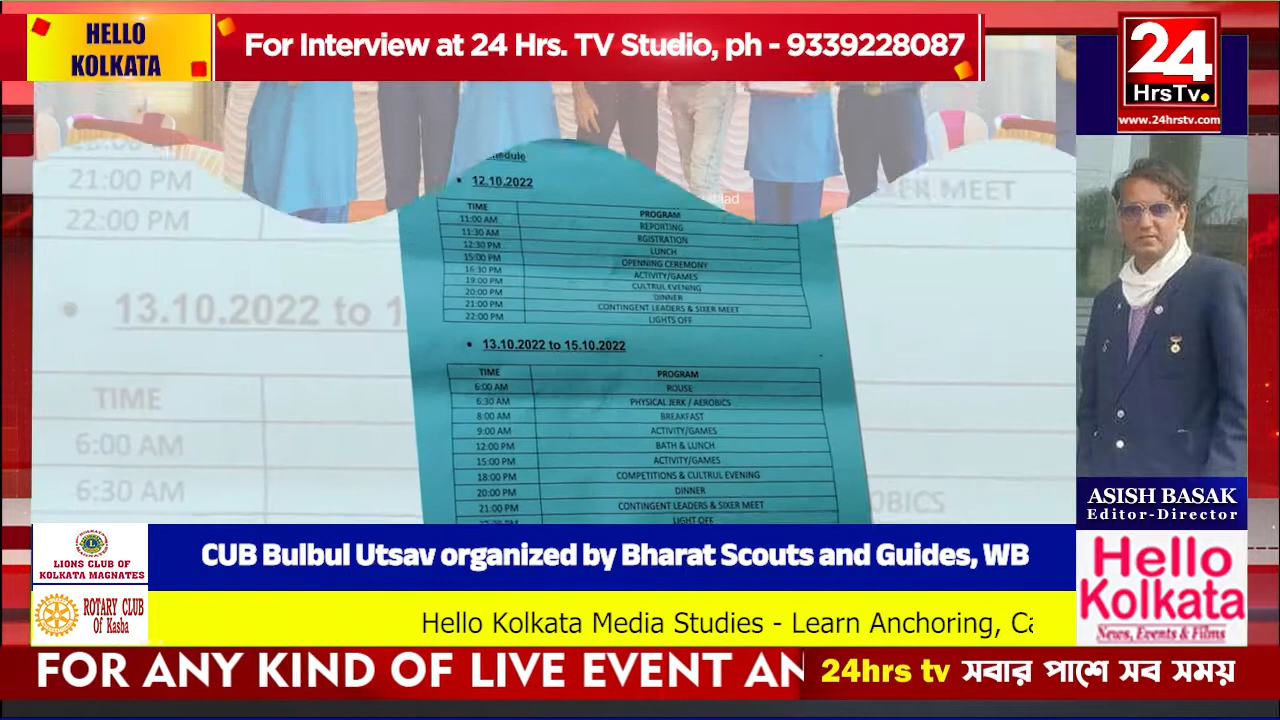 HELLO
KOLKATA
For Interview at 24 Hrs. TV Studio, ph - 9339228087
24
HrsTv.
www.24hrstv.com
21:00 PM
22:00 PM
MEET
12.10.2022
TIME PROGRAM
11:00 AM REPORTING
11:30 AM RGISTRATION
12:30 PM LUNCH
15:00 PM OPENNING CEREMONY
16:30 PM ACTIVITY/GAMES
19:00 PM CULTRUL EVENING
20:00 PM DINNER
21:00 PM CONTINGENT LEADERS & SIXER MEET
22:00 PM LIGHTS OFF
13.10.2022 to 15.10.2022
TIME PROGRAM
6:00 AM ROUSE
6:30 AM PHYSICAL JERK / AEROBICS
8:00 AM BREAKFAST
9:00 AM ACTIVITY/GAMES
12:00 PM BATH & LUNCH
15:00 PM ACTIVITY/GAMES
18:00 PM COMPETITIONS & CULTRUL EVENING
20:00 PM DINNER
21:00 PM CONTINGENT LEADERS & SIXER MEET
LIGHT OFF
13.10.2022 to 1
TIME
6:00 AM
6:30 AM
OBICS
ASISH BASAK
Editor-Director
LIONS CLUB OF
KOLKATA MAGNATES
CUB Bulbul Utsav organized by Bharat Scouts and Guides, WB
ROTARY CLUB
Of Kasba
Hello Kolkata Media Studies - Learn Anchoring, Ca
Hello
Kolkata
News, Events & Films
FOR ANY KIND OF LIVE EVENT AN
24hrs tv সবার পাশে সব সময়